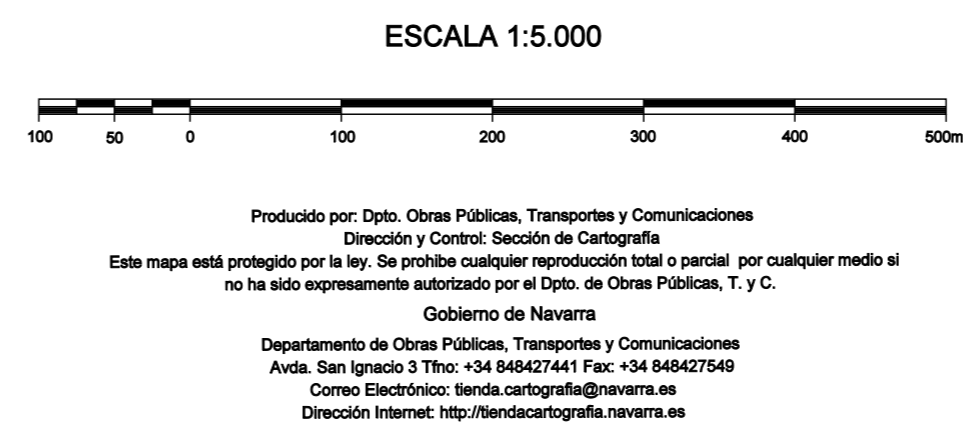 ESCALA 1:5.000
100 50 0 100 200 300 400 500m
Producido por: Dpto. Obras Públicas, Transportes y Comunicaciones
Dirección y Control: Sección de Cartografía
Este mapa está protegido por la ley. Se prohibe cualquier reproducción total o parcial por cualquier medio si
no ha sido expresamente autorizado por el Dpto. de Obras Públicas, T. y C.
Gobierno de Navarra
Departamento de Obras Públicas, Transportes y Comunicaciones
Avda. San Ignacio 3 Tfno: +34 848427441 Fax: +34 848427549
Correo Electrónico: tienda.cartografia@navarra.es
Dirección Internet: http://tiendacartografia.navarra.es